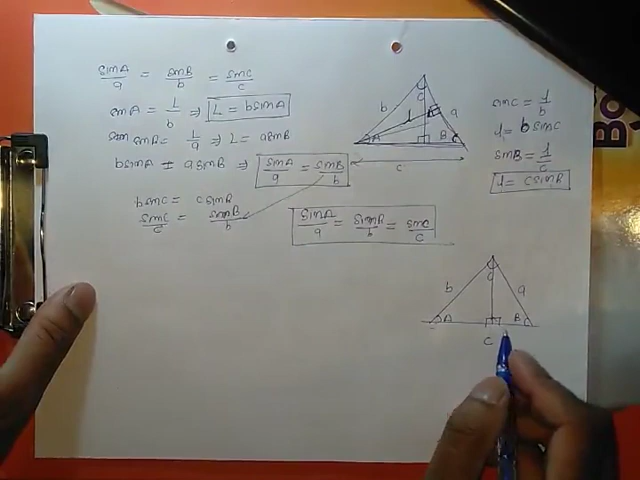 sinA/a = sinB/b = sinC/c
sinA = L/b ⇒ L = bsinA
sinB = L/a ⇒ L = asinB
bsinA = asinB ⇒ sinA/a = sinB/b
bsinC = csinB
sinC/c = sinB/b
sinA/a = sinB/b = sinC/c
b
C
l
a
A
B
c
sinC = l/b
l = bsinC
sinB = l/c
l = csinB
b
C
a
A
B
C